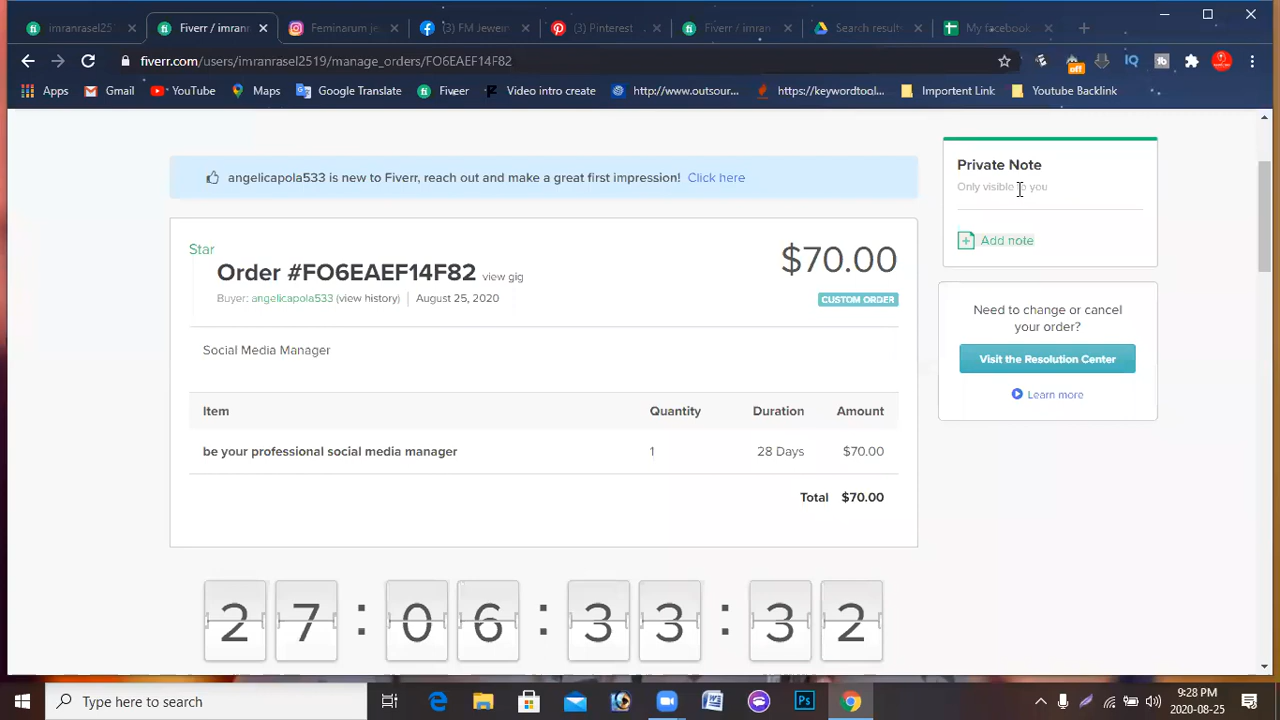 imranrasel25
Fiverr / imran
Feminarum je
(3) FM Jewelr
(3) Pinterest
Fiverr / imran
Search result
My facebook
fiverr.com/users/imranrasel2519/manage_orders/FO6EAEF14F82
off
IQ
Apps
Gmail
YouTube
Maps
Google Translate
Fiveer
Video intro create
http://www.outsour...
https://keywordtool...
Importent Link
Youtube Backlink
angelicapola533 is new to Fiverr, reach out and make a great first impression! Click here
Private Note
Only visible to you
Add note
Star
Order #FO6EAEF14F82 view gig
$70.00
Buyer: angelicapola533 (view history) | August 25, 2020
CUSTOM ORDER
Need to change or cancel
your order?
Visit the Resolution Center
Learn more
Social Media Manager
Item Quantity Duration Amount
be your professional social media manager 1 28 Days $70.00
Total $70.00
27:06:33:32
Type here to search
9:28 PM
2020-08-25